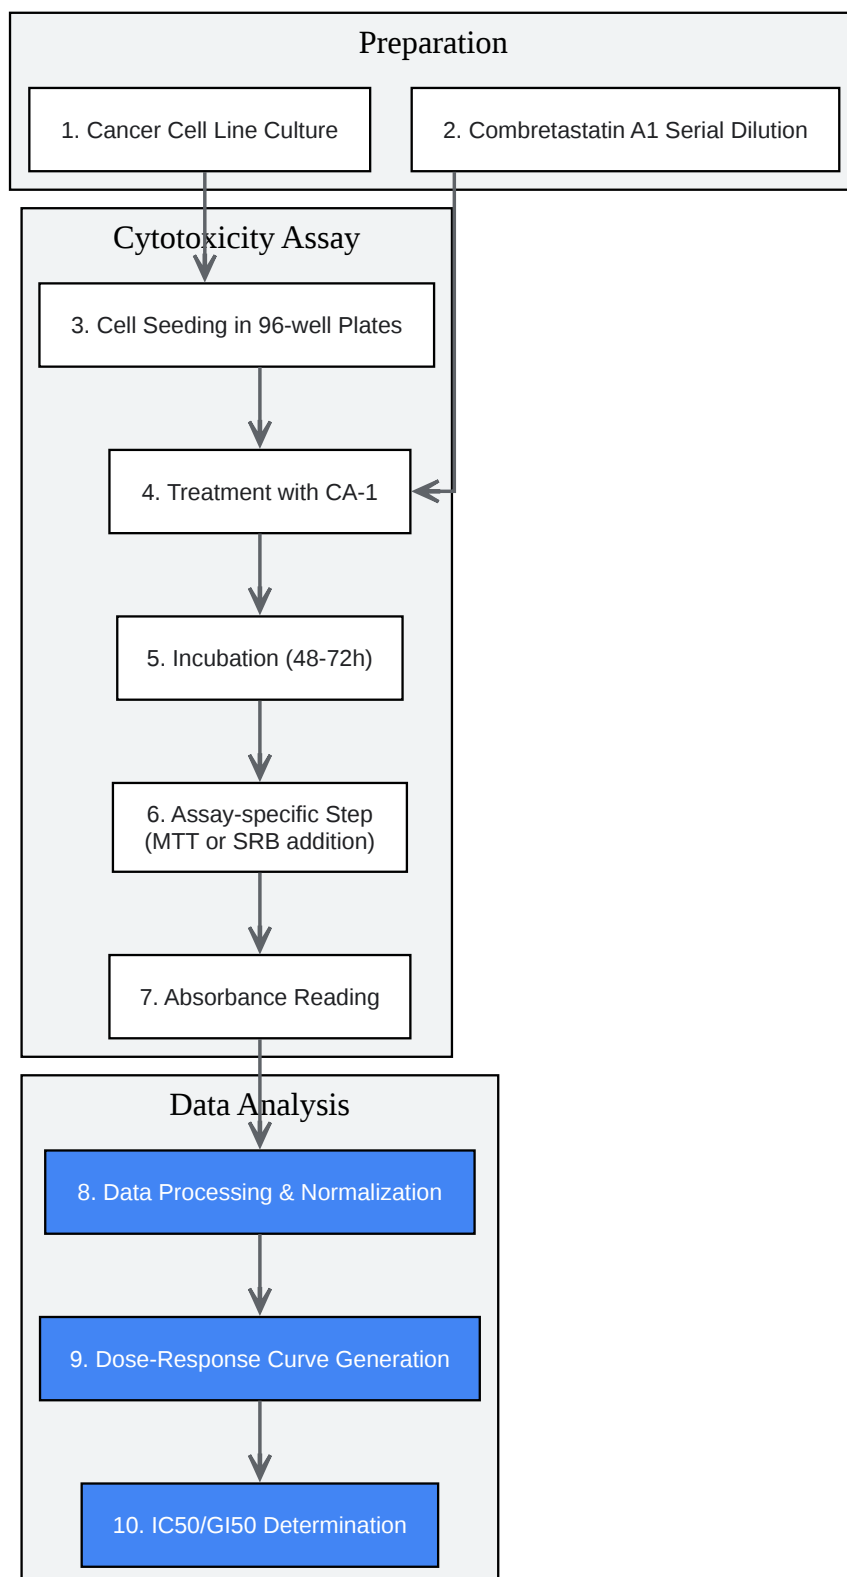 Preparation
1. Cancer Cell Line Culture
2. Combretastatin A1 Serial Dilution
Cytotoxicity Assay
3. Cell Seeding in 96-well Plates
4. Treatment with CA-1
5. Incubation (48-72h)
6. Assay-specific Step
(MTT or SRB addition)
7. Absorbance Reading
Data Analysis
8. Data Processing & Normalization
9. Dose-Response Curve Generation
10. IC50/GI50 Determination